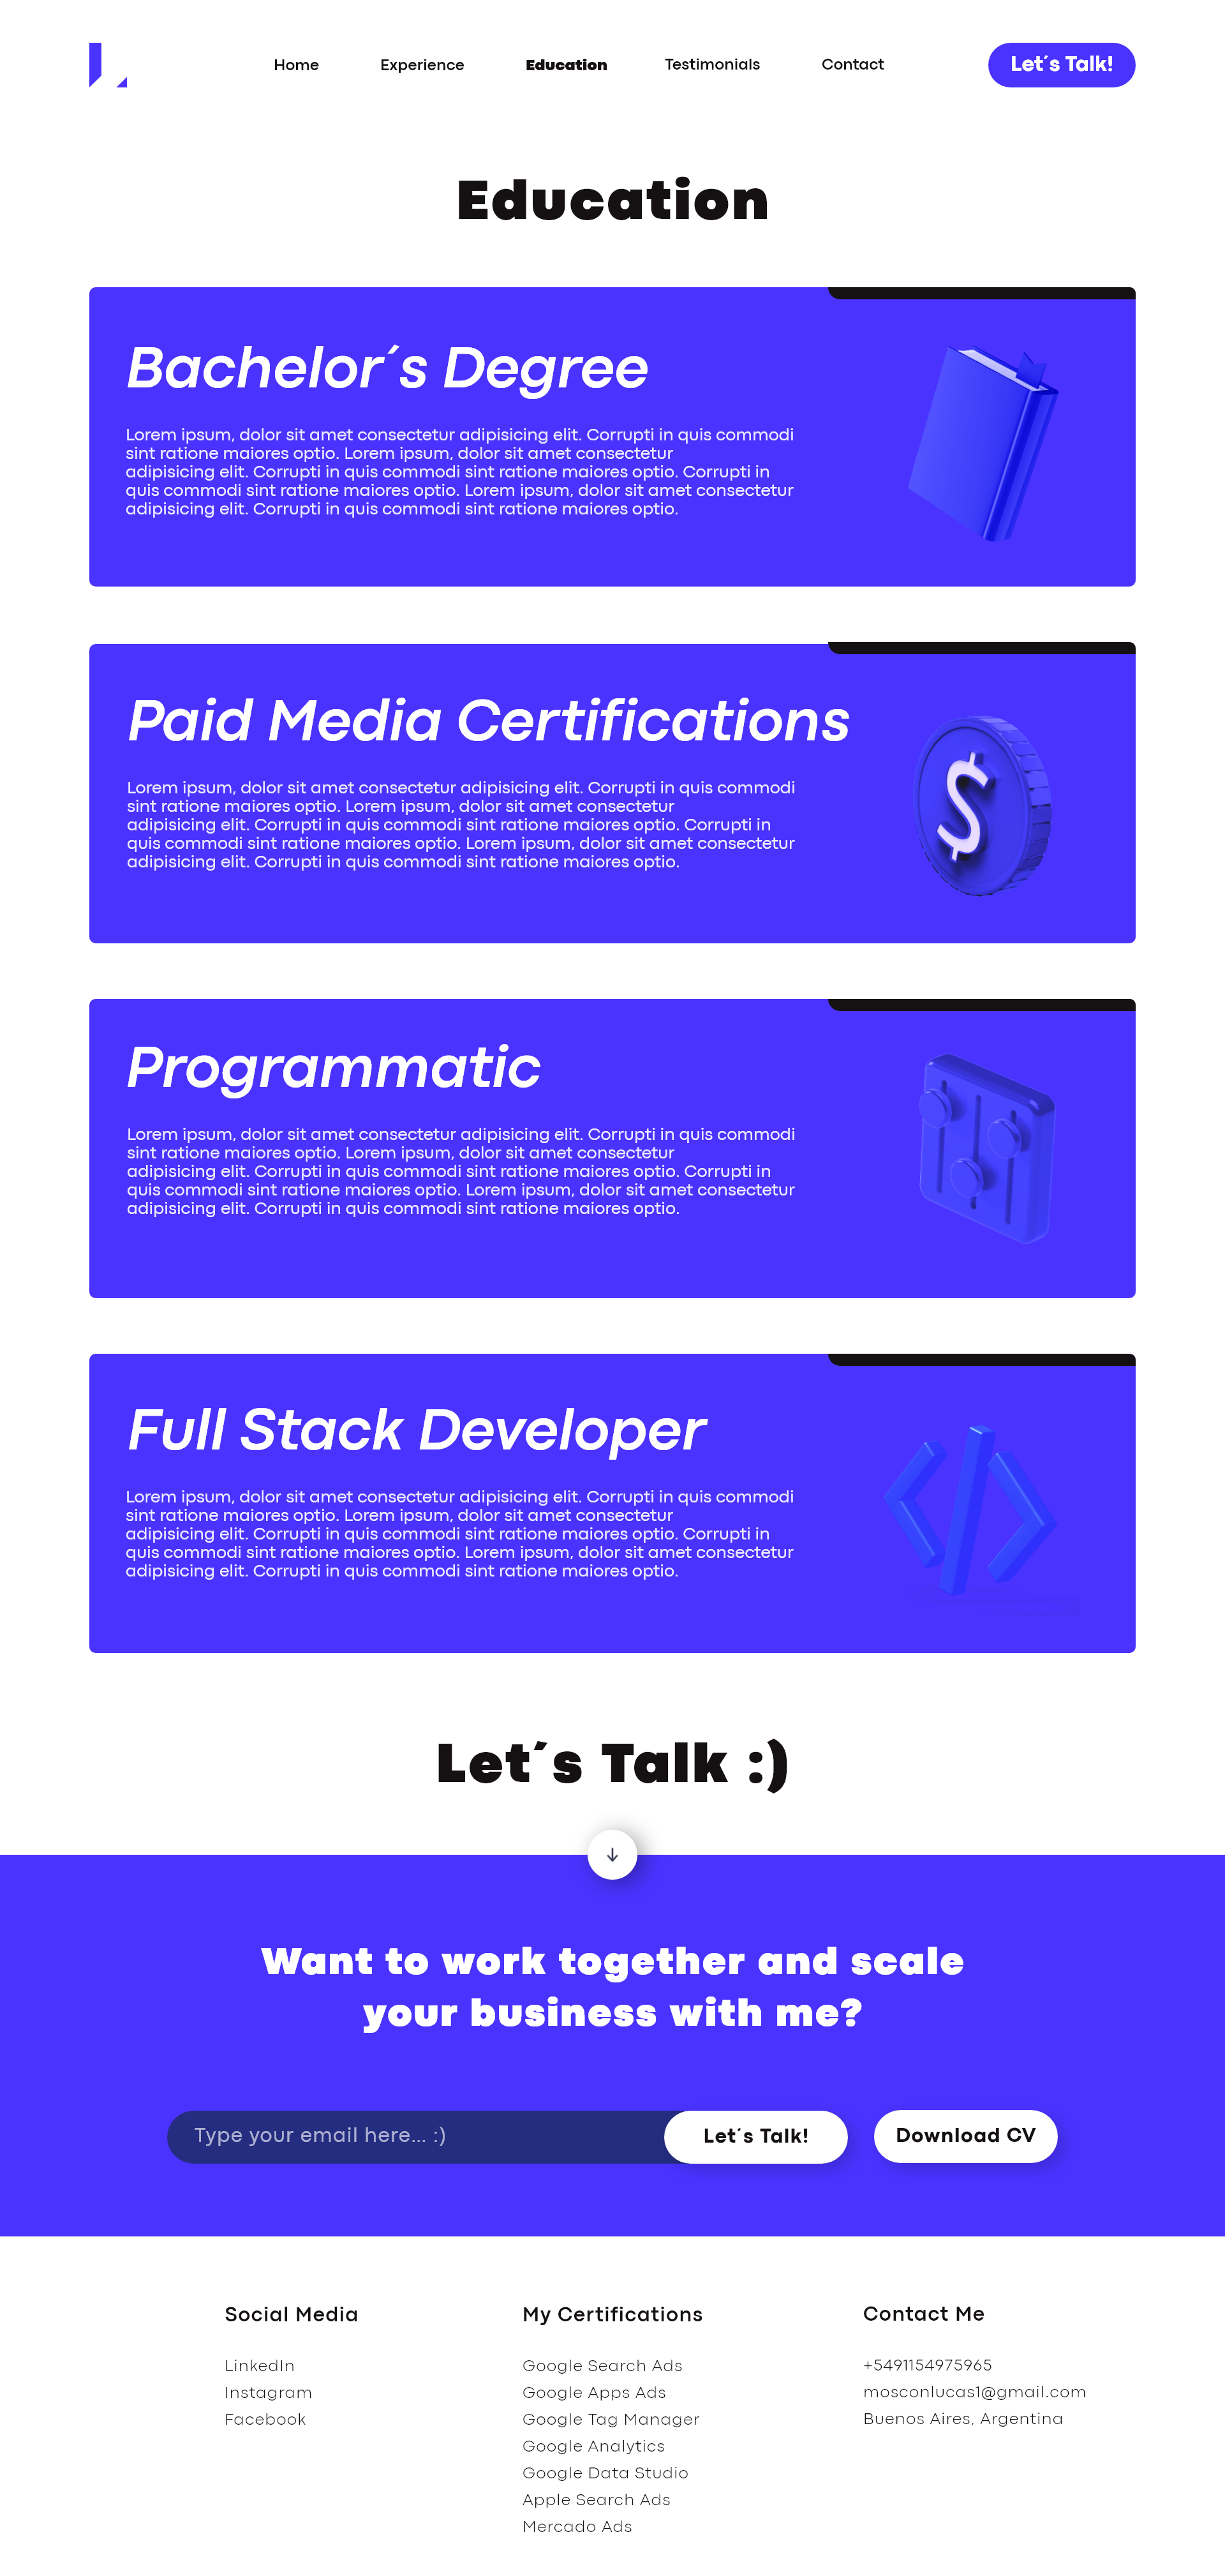 Home Experience Education Testimonials Contact Let´s Talk!
Education
Bachelor´s Degree
Lorem ipsum, dolor sit amet consectetur adipisicing elit. Corrupti in quis commodi
sint ratione maiores optio. Lorem ipsum, dolor sit amet consectetur
adipisicing elit. Corrupti in quis commodi sint ratione maiores optio. Corrupti in
quis commodi sint ratione maiores optio. Lorem ipsum, dolor sit amet consectetur
adipisicing elit. Corrupti in quis commodi sint ratione maiores optio.
Paid Media Certifications
Lorem ipsum, dolor sit amet consectetur adipisicing elit. Corrupti in quis commodi
sint ratione maiores optio. Lorem ipsum, dolor sit amet consectetur
adipisicing elit. Corrupti in quis commodi sint ratione maiores optio. Corrupti in
quis commodi sint ratione maiores optio. Lorem ipsum, dolor sit amet consectetur
adipisicing elit. Corrupti in quis commodi sint ratione maiores optio.
$
Programmatic
Lorem ipsum, dolor sit amet consectetur adipisicing elit. Corrupti in quis commodi
sint ratione maiores optio. Lorem ipsum, dolor sit amet consectetur
adipisicing elit. Corrupti in quis commodi sint ratione maiores optio. Corrupti in
quis commodi sint ratione maiores optio. Lorem ipsum, dolor sit amet consectetur
adipisicing elit. Corrupti in quis commodi sint ratione maiores optio.
Full Stack Developer
Lorem ipsum, dolor sit amet consectetur adipisicing elit. Corrupti in quis commodi
sint ratione maiores optio. Lorem ipsum, dolor sit amet consectetur
adipisicing elit. Corrupti in quis commodi sint ratione maiores optio. Corrupti in
quis commodi sint ratione maiores optio. Lorem ipsum, dolor sit amet consectetur
adipisicing elit. Corrupti in quis commodi sint ratione maiores optio.
Let´s Talk :)
Want to work together and scale
your business with me?
Type your email here... :) Let´s Talk! Download CV
Social Media
LinkedIn
Instagram
Facebook
My Certifications
Google Search Ads
Google Apps Ads
Google Tag Manager
Google Analytics
Google Data Studio
Apple Search Ads
Mercado Ads
Contact Me
+5491154975965
mosconlucas1@gmail.com
Buenos Aires, Argentina